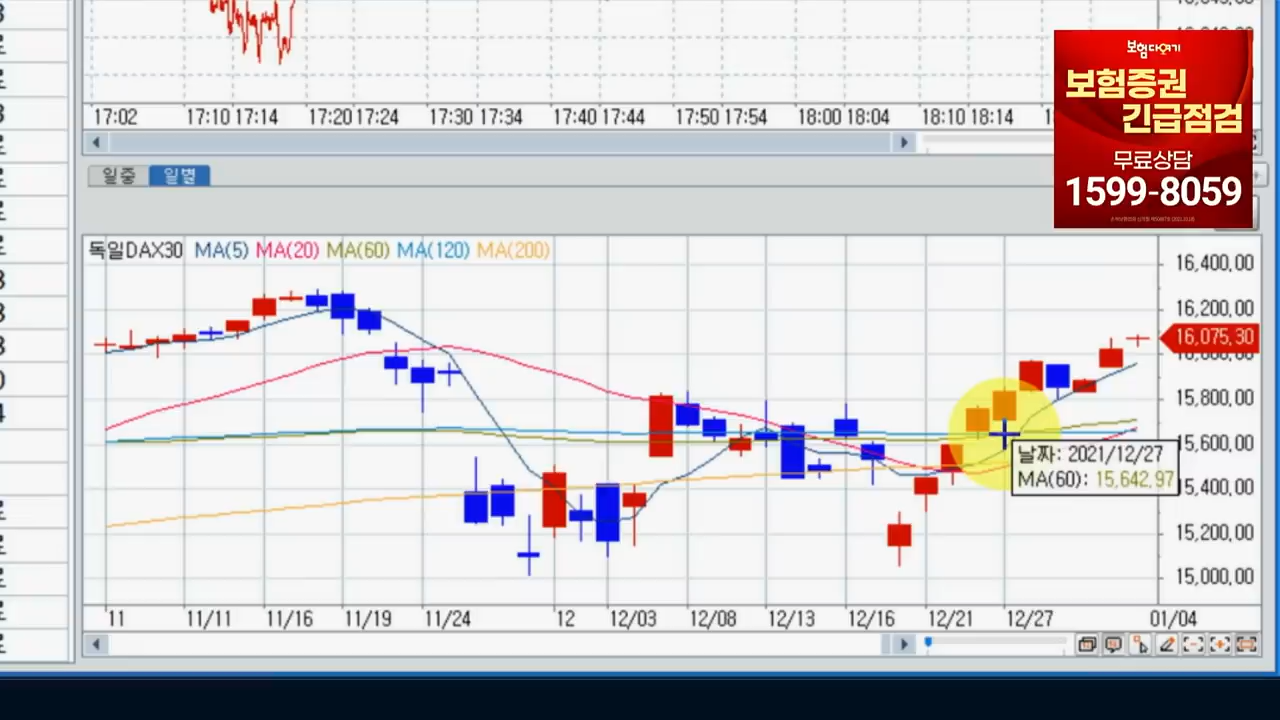 17:02 17:10 17:14 17:20 17:24 17:30 17:34 17:40 17:44 17:50 17:54 18:00 18:04 18:10 18:14
보험다여기
보험증권
긴급점검
무료상담
1599-8059
일중 일별
독일DAX30 MA(5) MA(20) MA(60) MA(120) MA(200)
16,400.00
16,200.00
16,075.30
15,800.00
15,600.00
15,400.00
15,200.00
15,000.00
날짜: 2021/12/27
MA(60): 15,642.97
11 11/11 11/16 11/19 11/24 12 12/03 12/08 12/13 12/16 12/21 12/27 01/04